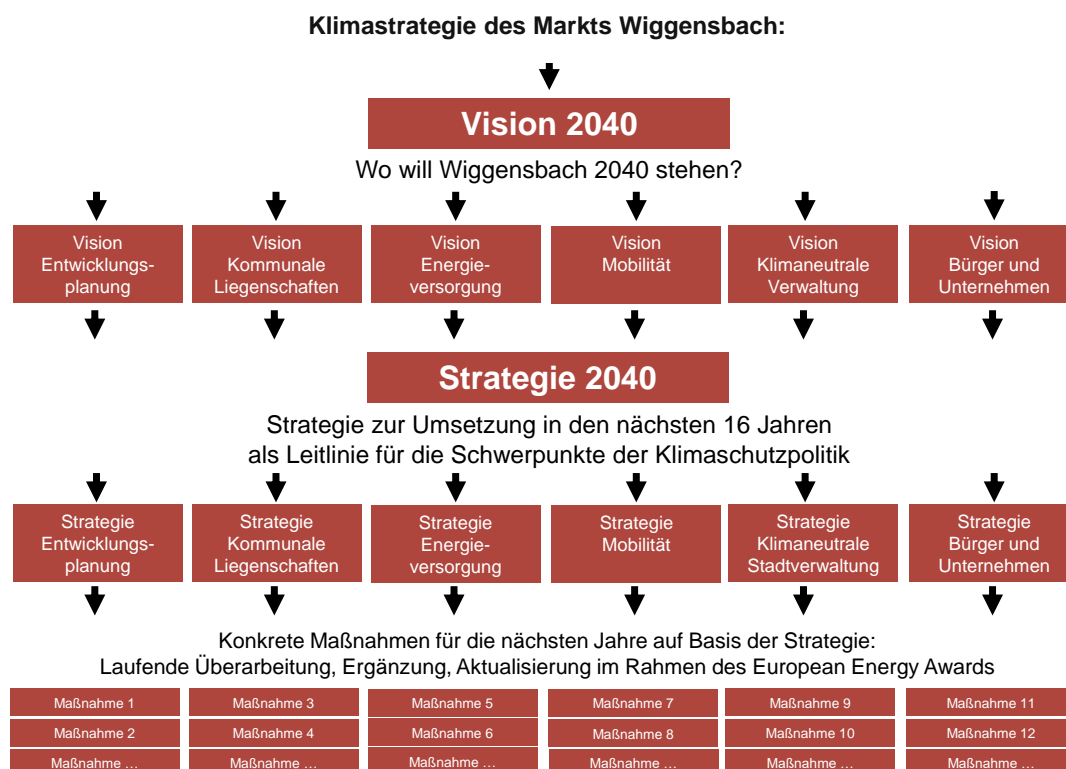 Klimastrategie des Markts Wiggensbach:
Vision 2040
Wo will Wiggensbach 2040 stehen?
Vision
Entwicklungs-
planung
Vision
Kommunale
Liegenschaften
Vision
Energie-
versorgung
Vision
Mobilität
Vision
Klimaneutrale
Verwaltung
Vision
Bürger und
Unternehmen
Strategie 2040
Strategie zur Umsetzung in den nächsten 16 Jahren
als Leitlinie für die Schwerpunkte der Klimaschutzpolitik
Strategie
Entwicklungs-
planung
Strategie
Kommunale
Liegenschaften
Strategie
Energie-
versorgung
Strategie
Mobilität
Strategie
Klimaneutrale
Stadtverwaltung
Strategie
Bürger und
Unternehmen
Konkrete Maßnahmen für die nächsten Jahre auf Basis der Strategie:
Laufende Überarbeitung, Ergänzung, Aktualisierung im Rahmen des European Energy Awards
Maßnahme 1
Maßnahme 3
Maßnahme 5
Maßnahme 7
Maßnahme 9
Maßnahme 11
Maßnahme 2
Maßnahme 4
Maßnahme 6
Maßnahme 8
Maßnahme 10
Maßnahme 12
Maßnahme …
Maßnahme …
Maßnahme …
Maßnahme …
Maßnahme …
Maßnahme …